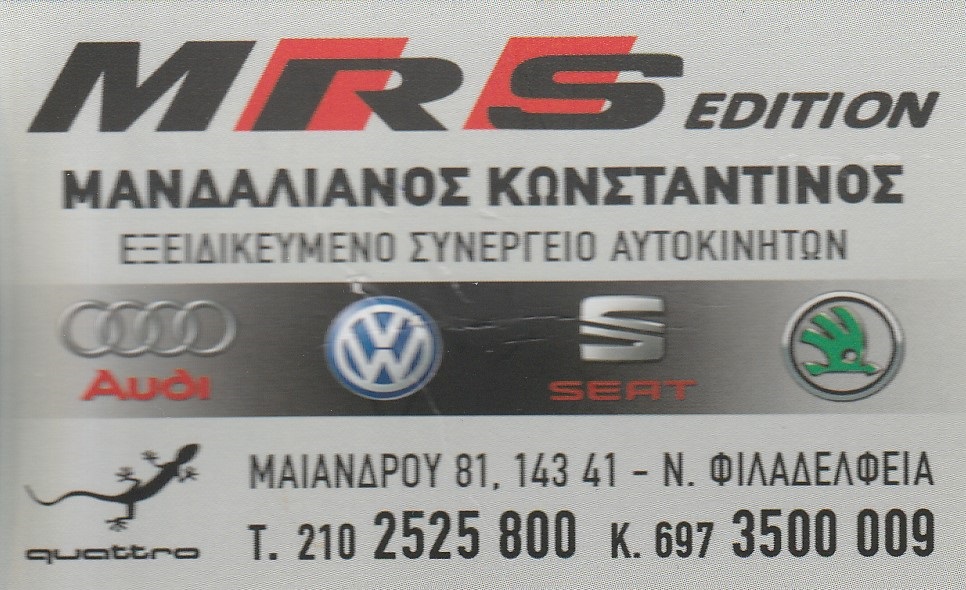 MRS EDITION
ΜΑΝΔΑΛΙΑΝΟΣ ΚΩΝΣΤΑΝΤΙΝΟΣ
ΕΞΕΙΔΙΚΕΥΜΕΝΟ ΣΥΝΕΡΓΕΙΟ ΑΥΤΟΚΙΝΗΤΩΝ
Audi VW SEAT
ΜΑΙΑΝΔΡΟΥ 81, 143 41 - Ν. ΦΙΛΑΔΕΛΦΕΙΑ
quattro Τ. 210 2525 800 Κ. 697 3500 009